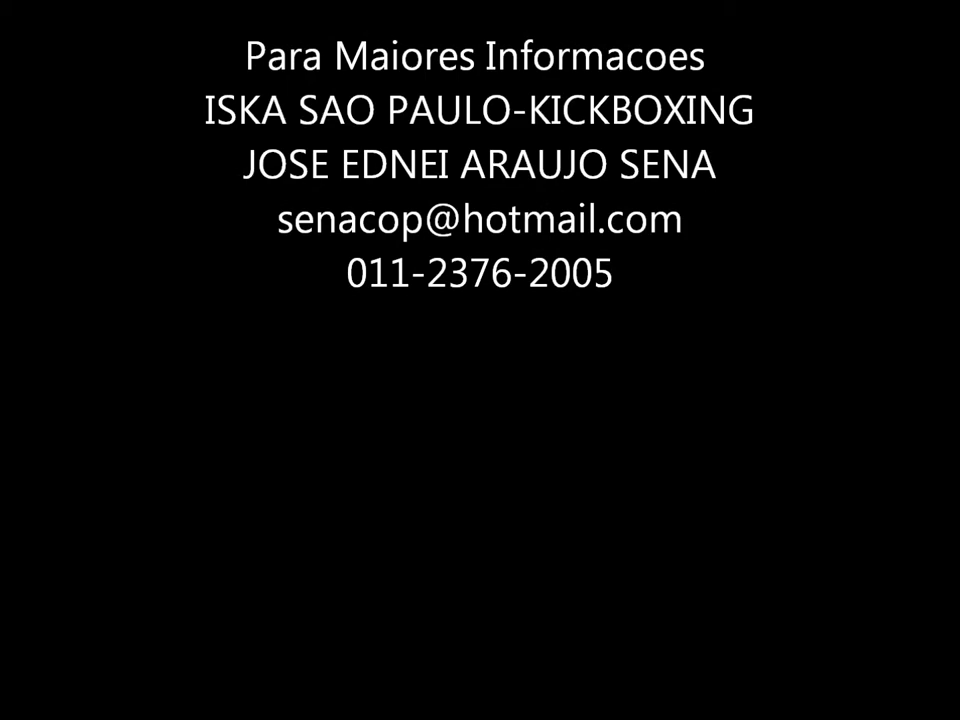 Para Maiores Informacoes
ISKA SAO PAULO-KICKBOXING
JOSE EDNEI ARAUJO SENA
senacop@hotmail.com
011-2376-2005